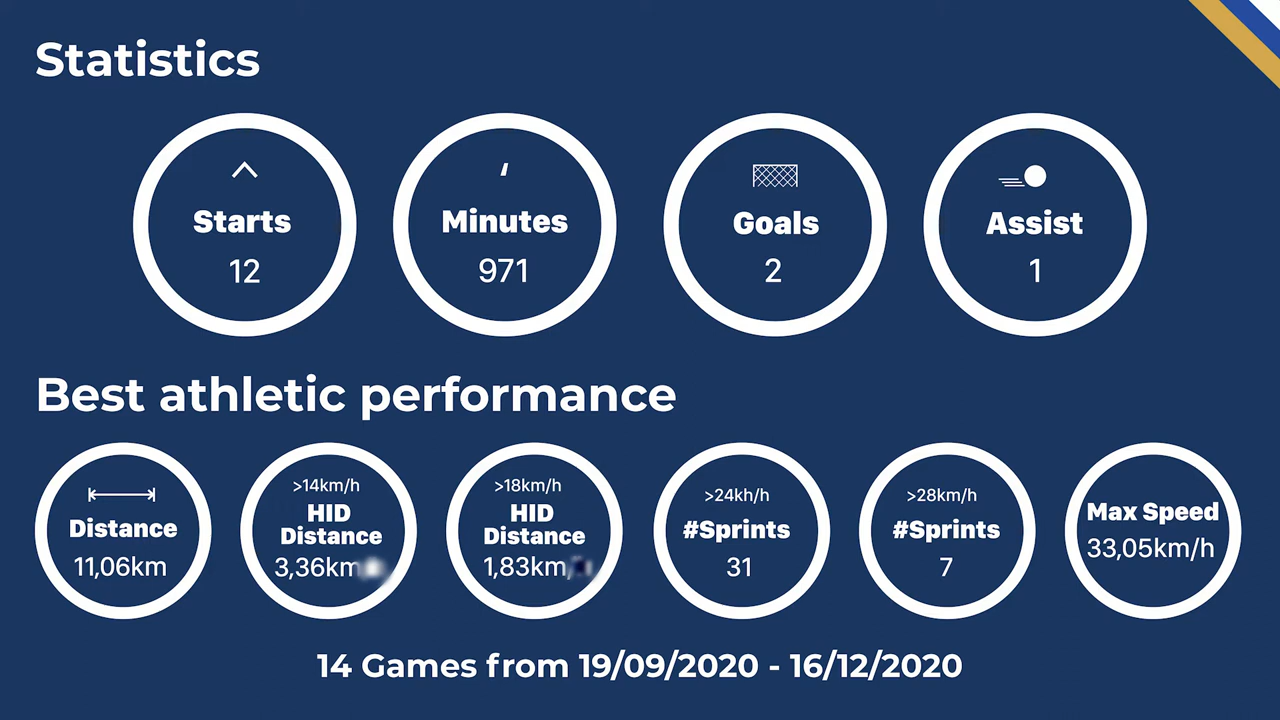 Statistics
Starts
12
Minutes
971
Goals
2
Assist
1
Best athletic performance
Distance
11,06km
>14km/h
HID
Distance
3,36km
>18km/h
HID
Distance
1,83km
>24kh/h
#Sprints
31
>28km/h
#Sprints
7
Max Speed
33,05km/h
14 Games from 19/09/2020 - 16/12/2020